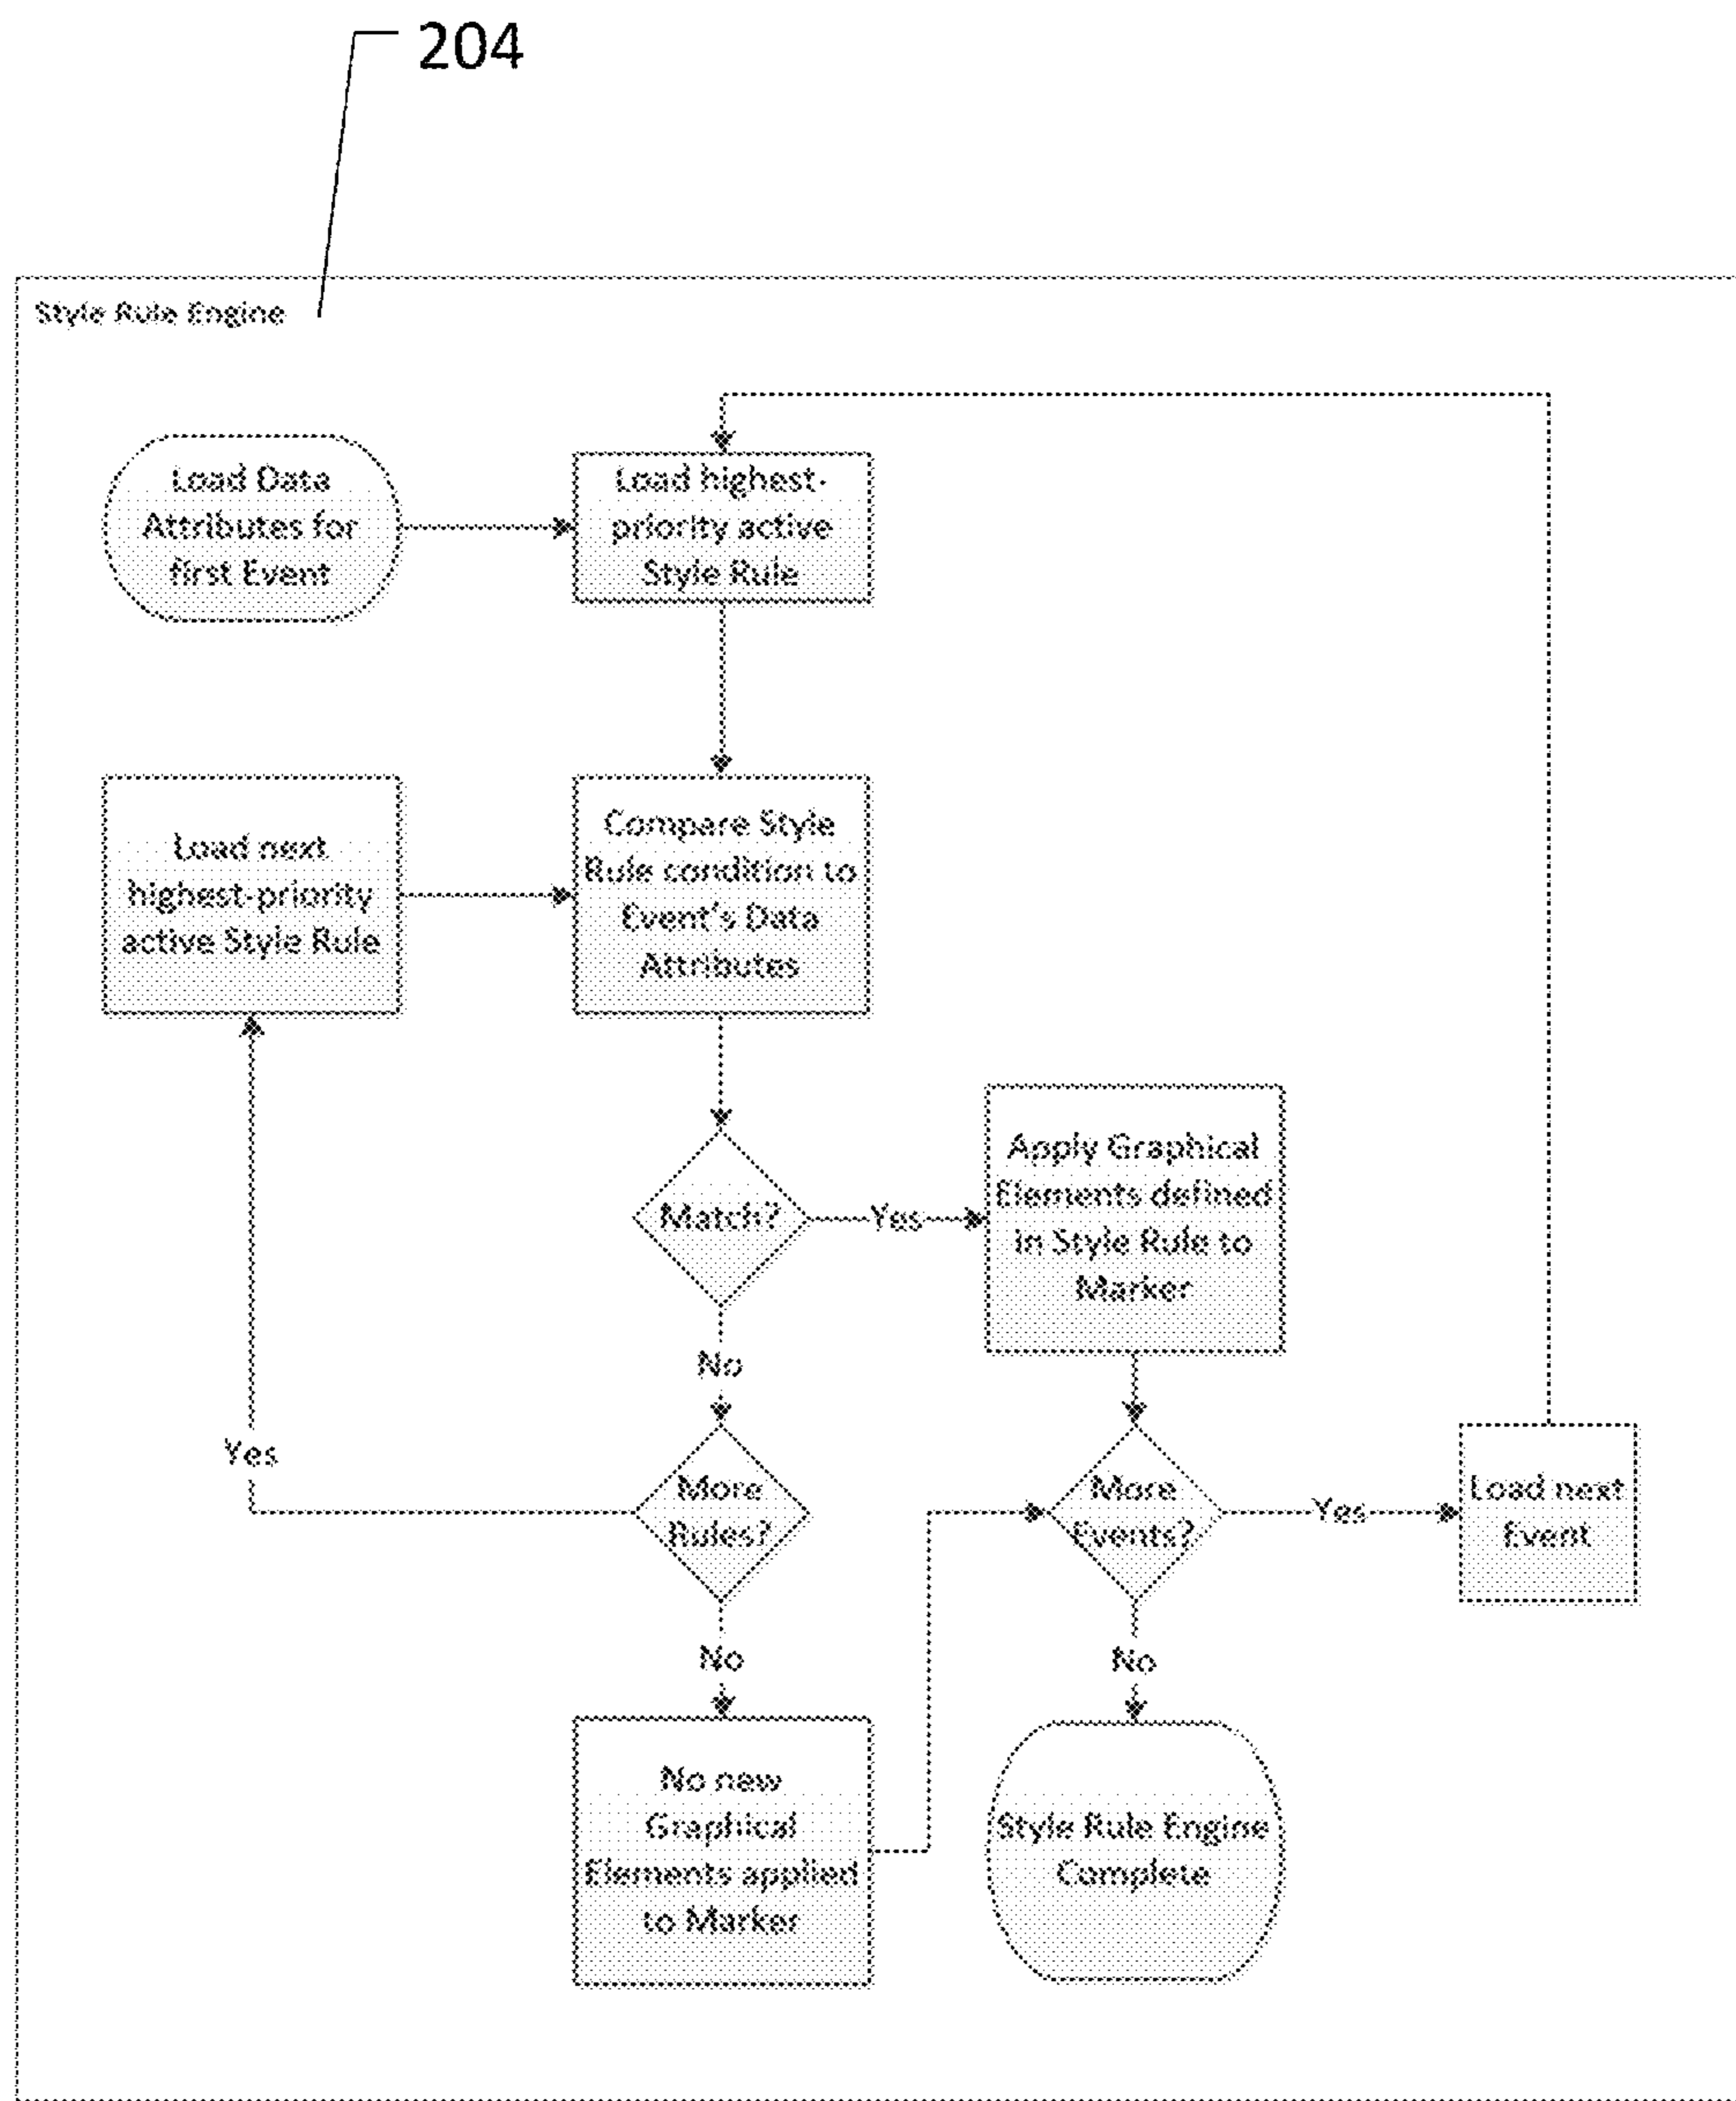 204
Style Rule Engine
Load Data
Attributes for
first Event
Load highest-
priority active
Style Rule
Load next
highest-priority
active Style Rule
Compare Style
Rule condition to
Event's Data
Attributes
Match?
Yes
Apply Graphical
Elements defined
in Style Rule to
Marker
No
Yes
More
Rules?
More
Events?
Yes
Load next
Event
No
No
No new
Graphical
Elements applied
to Marker
Style Rule Engine
Complete